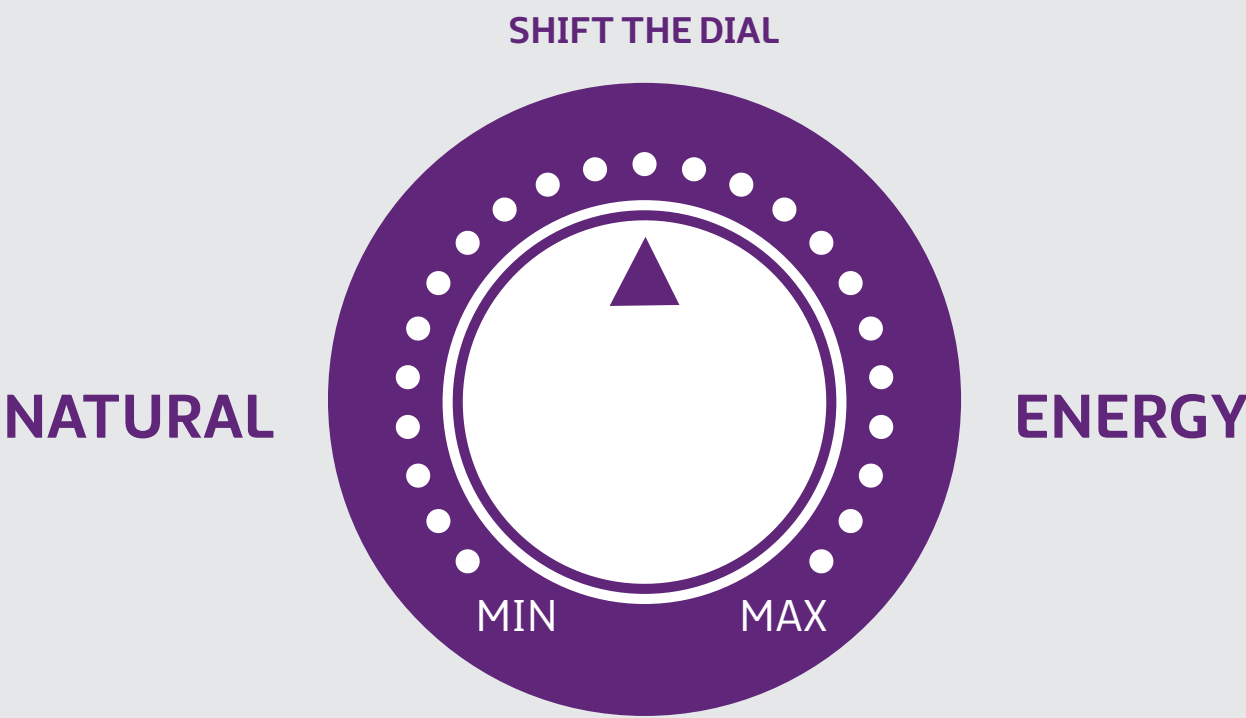 SHIFT THE DIAL
NATURAL
ENERGY
MIN
MAX